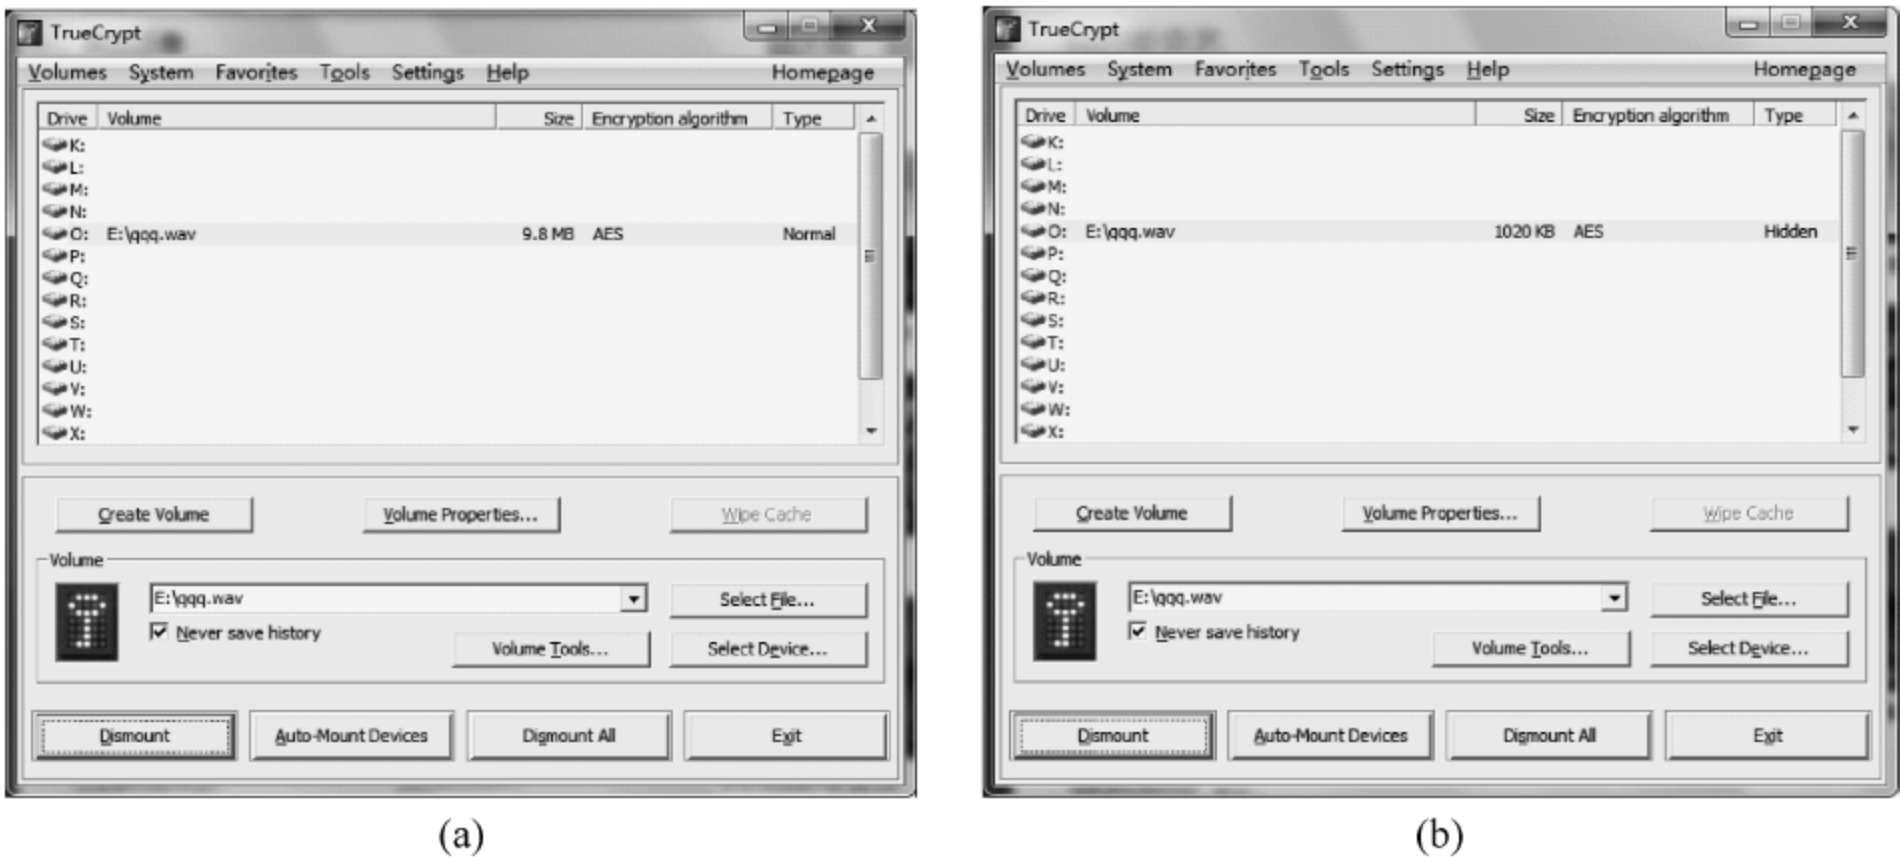 TrueCrypt
Volumes System Favorites Tools Settings Help Homepage
Drive Volume Size Encryption algorithm Type
K:
L:
M:
N:
O: E:\qqq.wav 9.8 MB AES Normal
P:
Q:
R:
S:
T:
U:
V:
W:
X:
Create Volume Volume Properties... Wipe Cache
Volume
E:\qqq.wav Select File...
Never save history
Volume Tools... Select Device...
Dismount Auto-Mount Devices Dismount All Exit
(a)
TrueCrypt
Volumes System Favorites Tools Settings Help Homepage
Drive Volume Size Encryption algorithm Type
K:
L:
M:
N:
O: E:\qqq.wav 1020 KB AES Hidden
P:
Q:
R:
S:
T:
U:
V:
W:
X:
Create Volume Volume Properties... Wipe Cache
Volume
E:\qqq.wav Select File...
Never save history
Volume Tools... Select Device...
Dismount Auto-Mount Devices Dismount All Exit
(b)